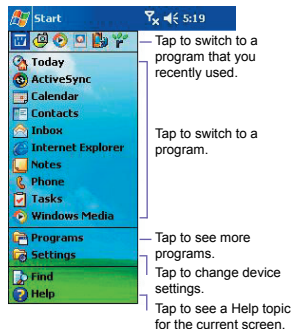 Start 5:19
Tap to switch to a
program that you
recently used.
Today
ActiveSync
Calendar
Contacts
Inbox
Internet Explorer
Notes
Phone
Tasks
Windows Media
Tap to switch to a
program.
Programs
Settings
Find
Help
Tap to see more
programs.
Tap to change device
settings.
Tap to see a Help topic
for the current screen.